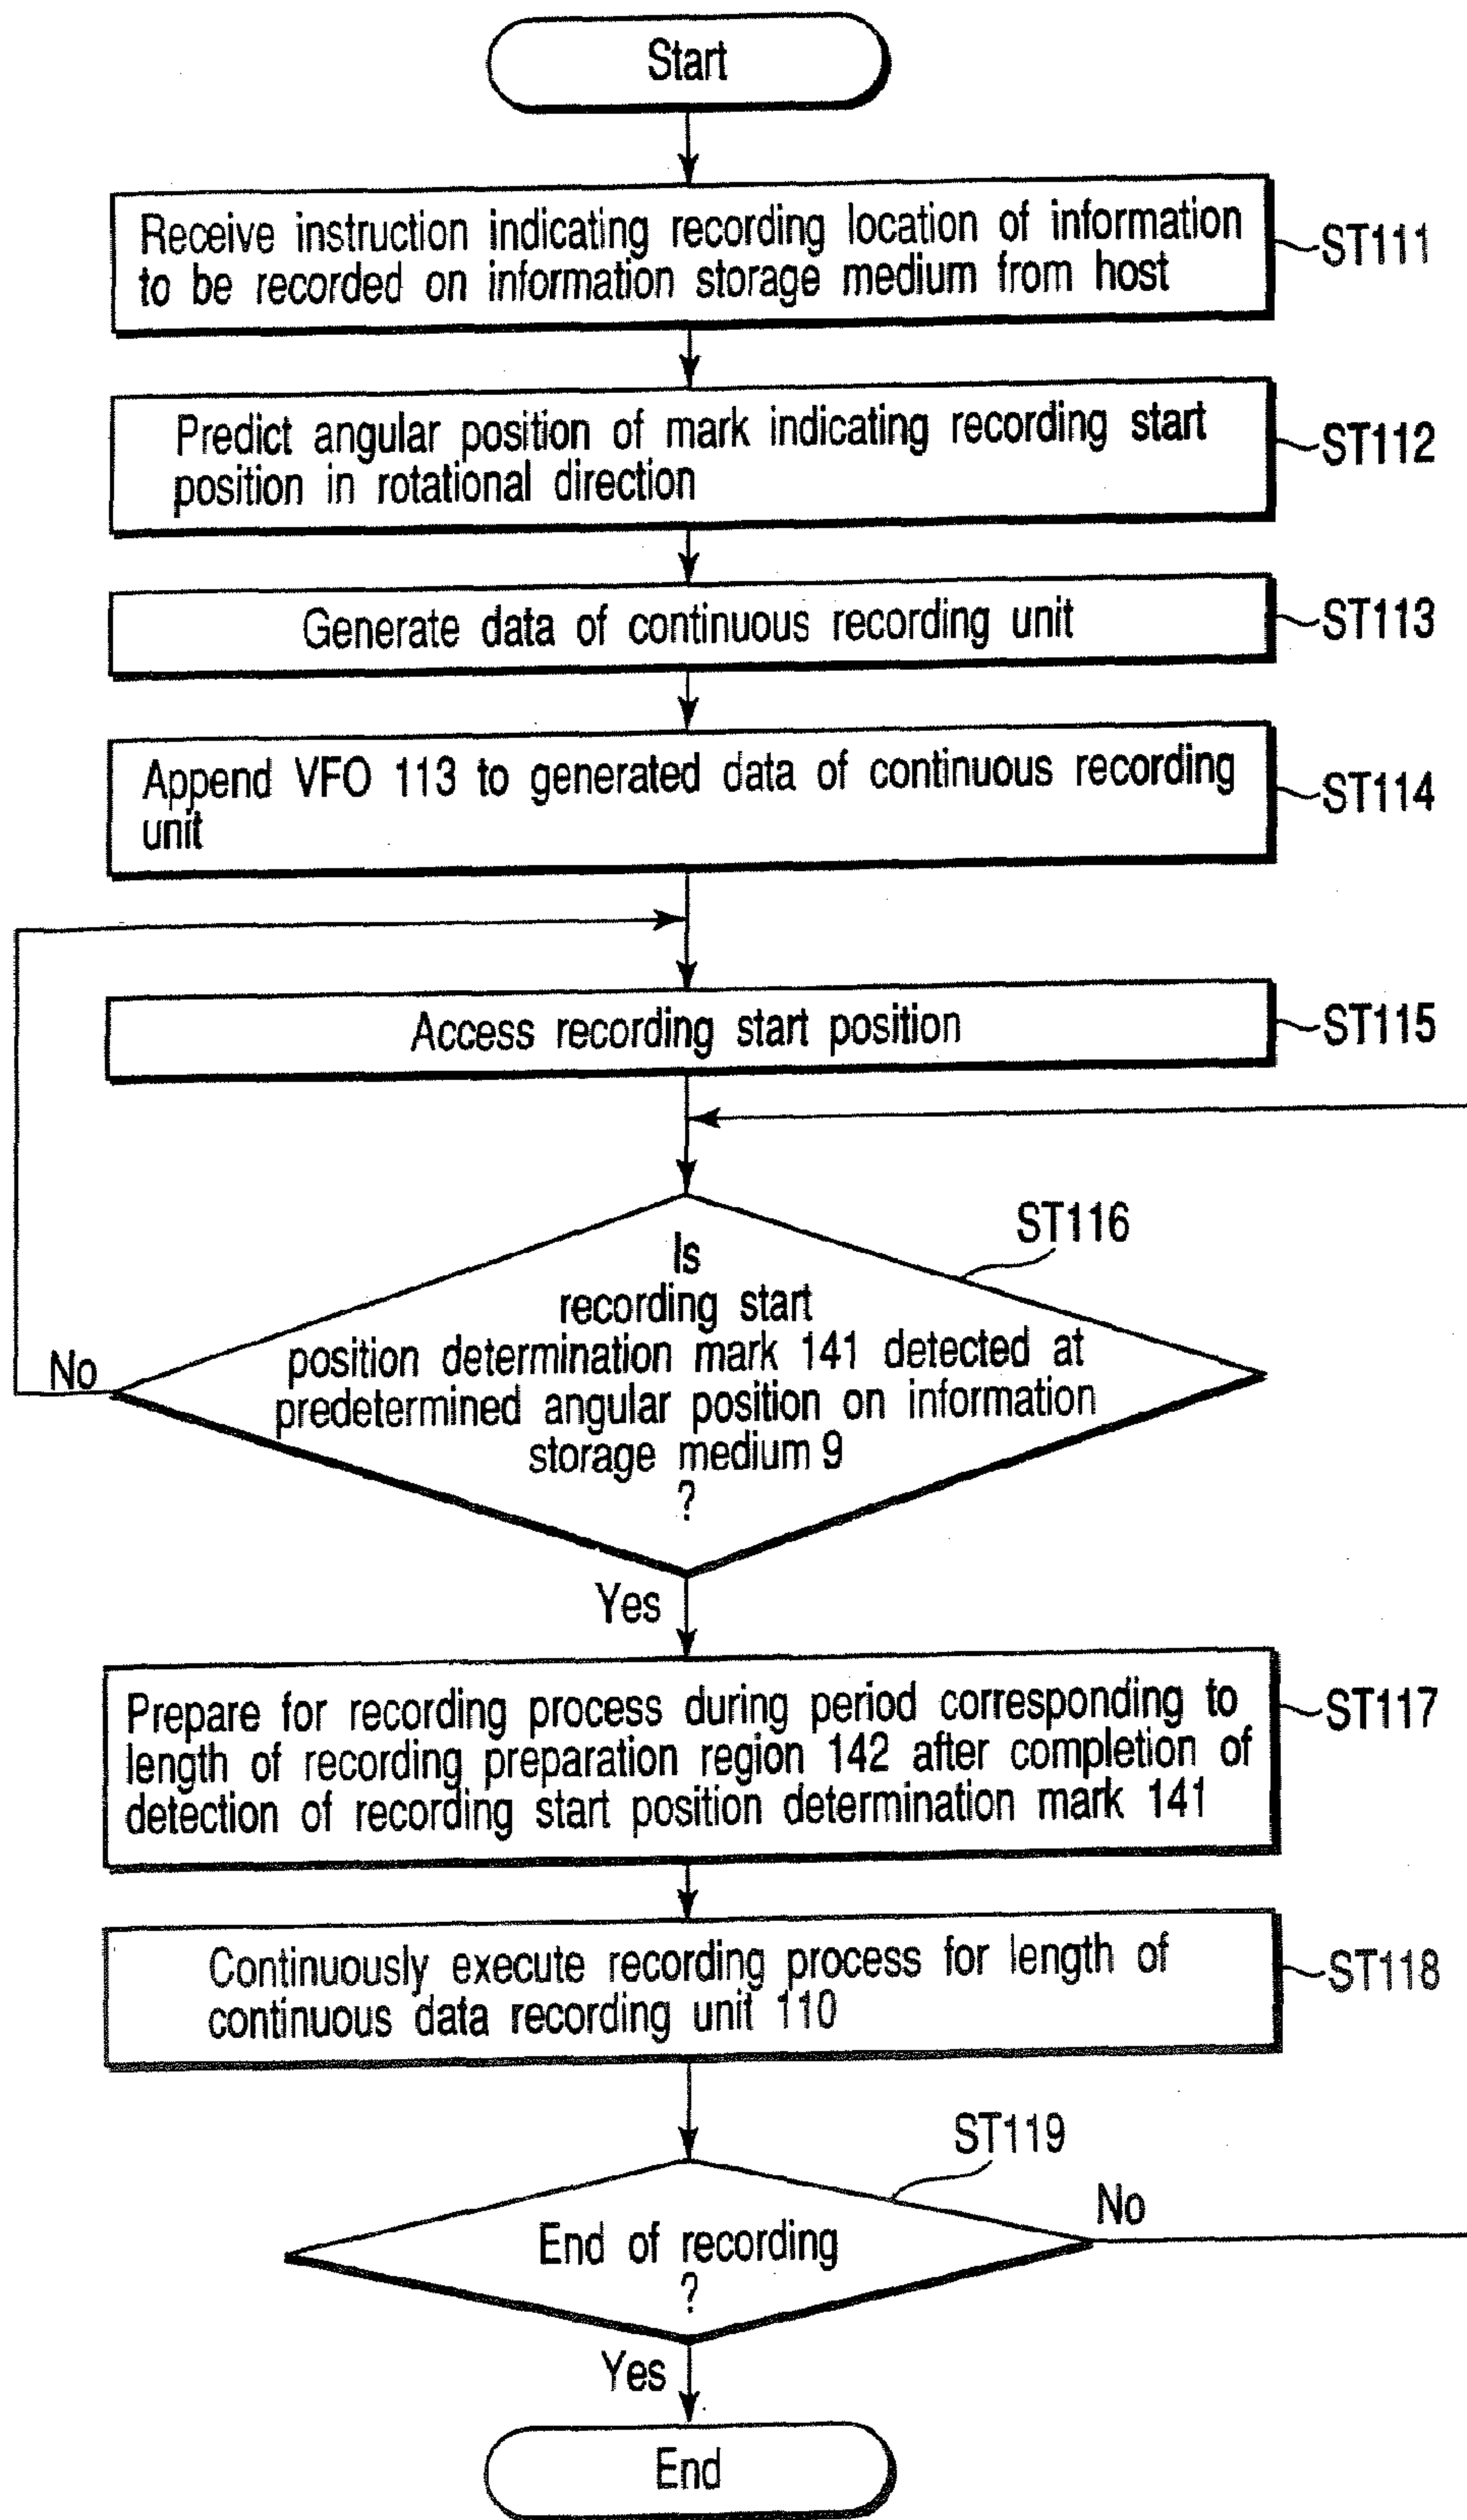 Start
Receive instruction indicating recording location of information
to be recorded on information storage medium from host
ST111
Predict angular position of mark indicating recording start
position in rotational direction
ST112
Generate data of continuous recording unit
ST113
Append VFO 113 to generated data of continuous recording
unit
ST114
Access recording start position
ST115
ST116
Is
recording start
position determination mark 141 detected at
predetermined angular position on information
storage medium 9
?
No
Yes
Prepare for recording process during period corresponding to
length of recording preparation region 142 after completion of
detection of recording start position determination mark 141
ST117
Continuously execute recording process for length of
continuous data recording unit 110
ST118
ST119
End of recording
?
No
Yes
End